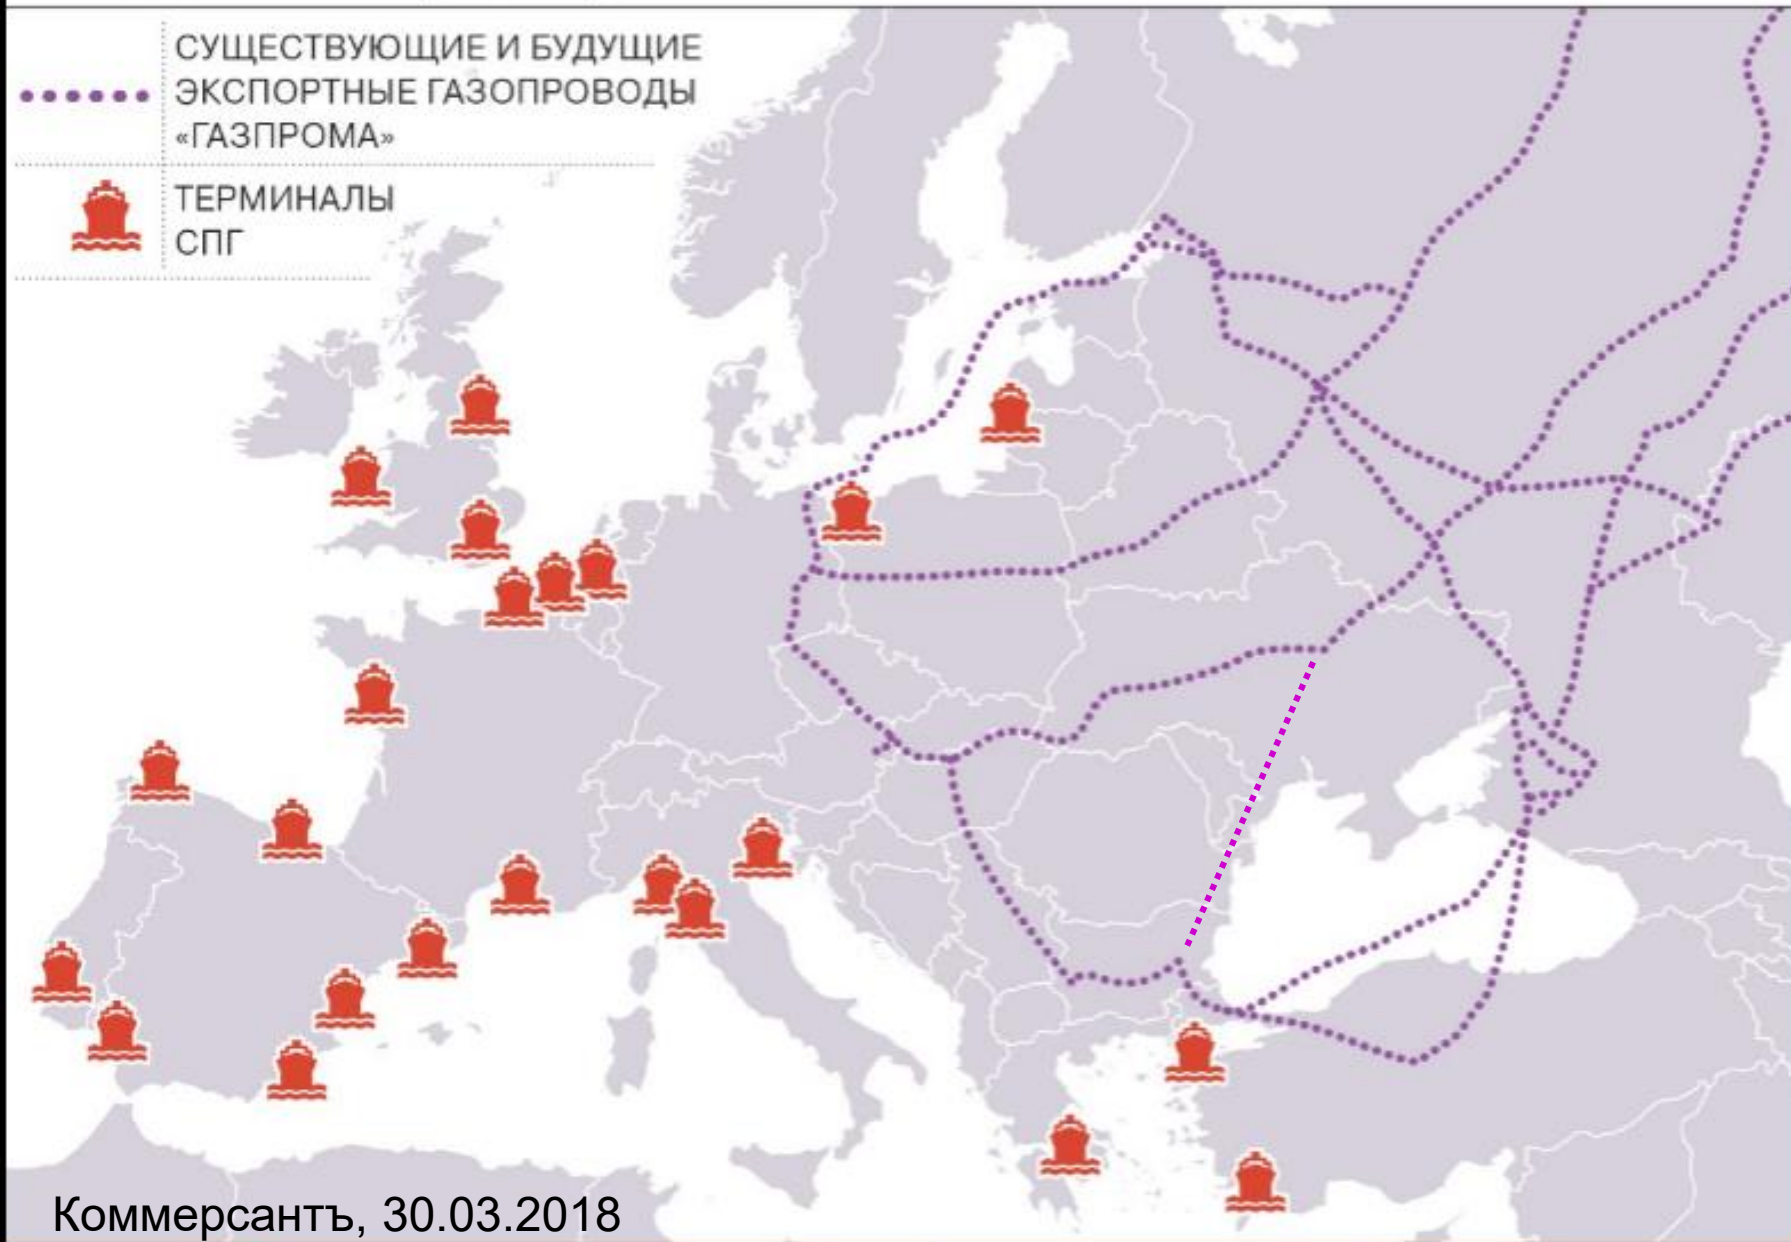 СУЩЕСТВУЮЩИЕ И БУДУЩИЕ
ЭКСПОРТНЫЕ ГАЗОПРОВОДЫ
«ГАЗПРОМА»
ТЕРМИНАЛЫ
СПГ
Коммерсантъ, 30.03.2018